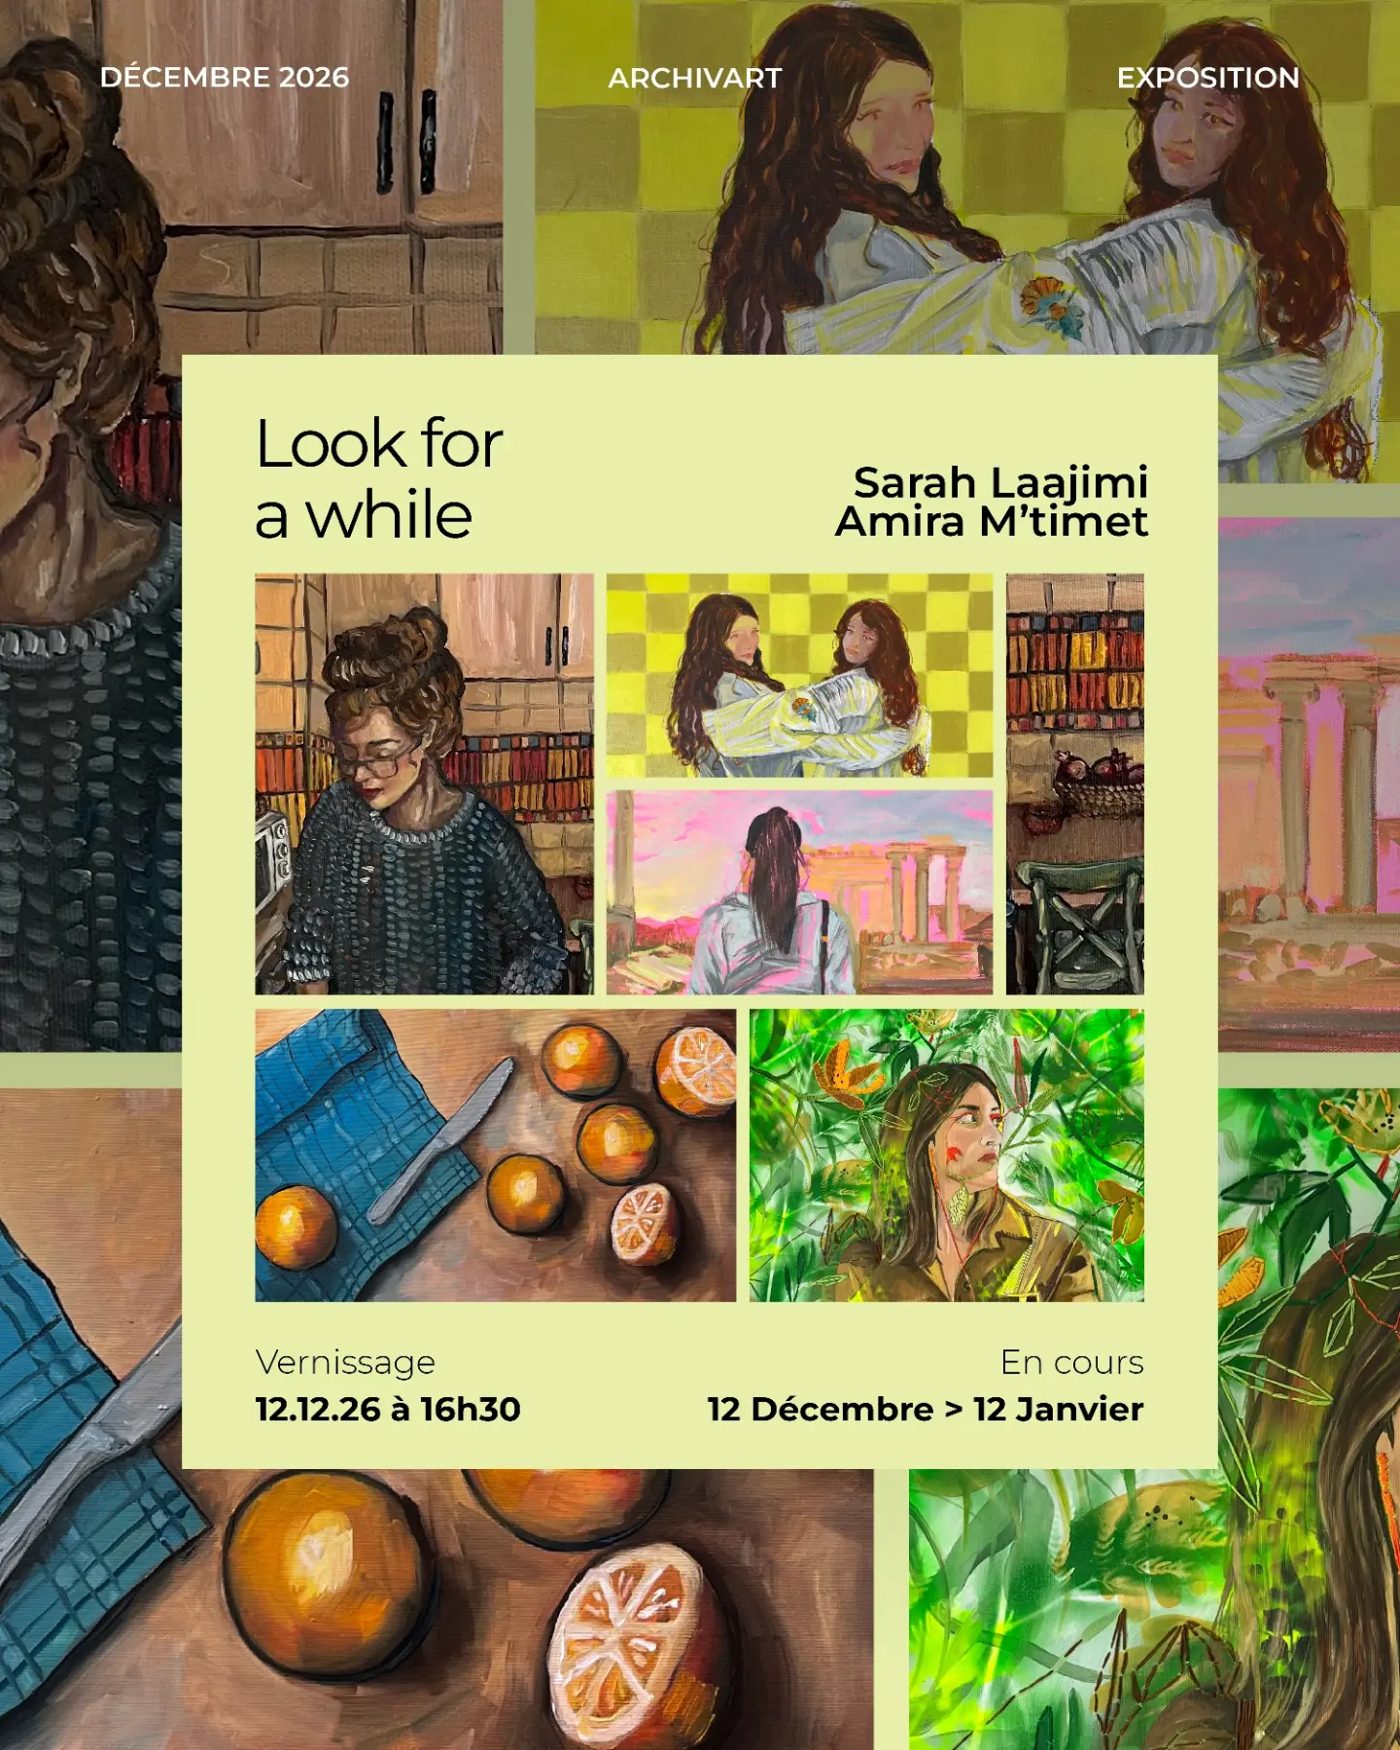 DÉCEMBRE 2026
ARCHIVART
EXPOSITION
Look for
a while
Sarah Laajimi
Amira M'timet
Vernissage
12.12.26 à 16h30
En cours
12 Décembre > 12 Janvier